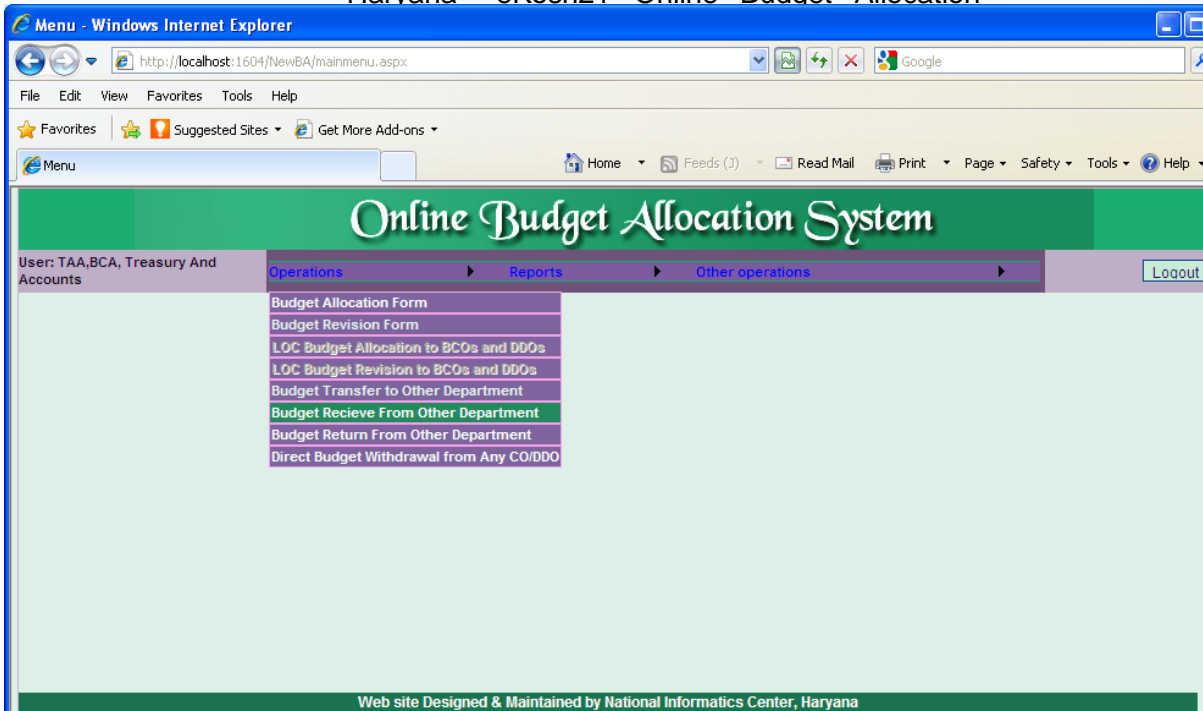 Haryana eKosh21 Online Budget Allocation
Menu - Windows Internet Explorer
http://localhost:1604/NewBA/mainmenu.aspx
Google
File Edit View Favorites Tools Help
Favorites Suggested Sites Get More Add-ons
Menu
Home Feeds (J) Read Mail Print Page Safety Tools Help
Online Budget Allocation System
User: TAA,BCA, Treasury And
Accounts
Operations Reports Other operations
Logout
Budget Allocation Form
Budget Revision Form
LOC Budget Allocation to BCOs and DDOs
LOC Budget Revision to BCOs and DDOs
Budget Transfer to Other Department
Budget Recieve From Other Department
Budget Return From Other Department
Direct Budget Withdrawal from Any CO/DDO
Web site Designed & Maintained by National Informatics Center, Haryana